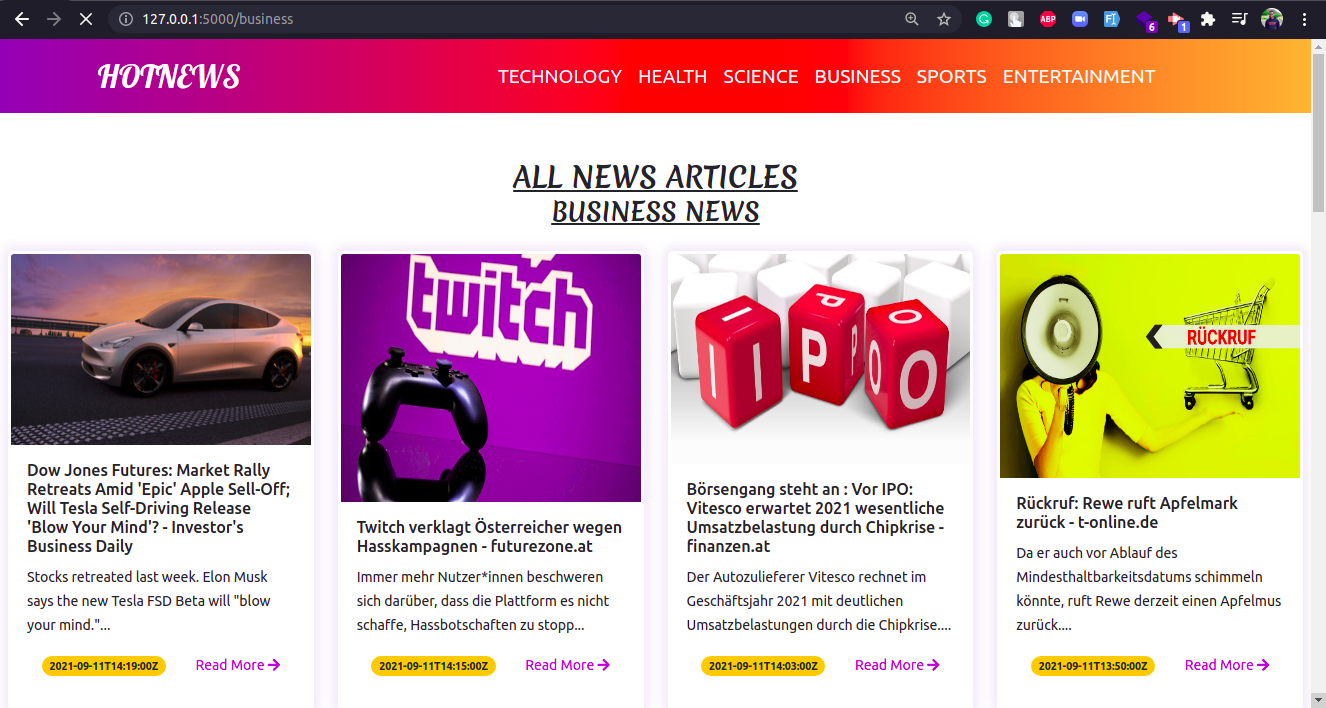 127.0.0.1:5000/business
ABP
6
1
HOTNEWS
TECHNOLOGY HEALTH SCIENCE BUSINESS SPORTS ENTERTAINMENT
ALL NEWS ARTICLES
BUSINESS NEWS
Dow Jones Futures: Market Rally
Retreats Amid 'Epic' Apple Sell-Off;
Will Tesla Self-Driving Release
'Blow Your Mind'? - Investor's
Business Daily
Stocks retreated last week. Elon Musk
says the new Tesla FSD Beta will "blow
your mind."...
2021-09-11T14:19:00Z
Read More
twitch
Twitch verklagt Österreicher wegen
Hasskampagnen - futurezone.at
Immer mehr Nutzer*innen beschweren
sich darüber, dass die Plattform es nicht
schaffe, Hassbotschaften zu stopp...
2021-09-11T14:15:00Z
Read More
I P O
I P O
Börsengang steht an : Vor IPO:
Vitesco erwartet 2021 wesentliche
Umsatzbelastung durch Chipkrise -
finanzen.at
Der Autozulieferer Vitesco rechnet im
Geschäftsjahr 2021 mit deutlichen
Umsatzbelastungen durch die Chipkrise....
2021-09-11T14:03:00Z
Read More
RÜCKRUF
Rückruf: Rewe ruft Apfelmark
zurück - t-online.de
Da er auch vor Ablauf des
Mindesthaltbarkeitsdatums schimmeln
könnte, ruft Rewe derzeit einen Apfelmus
zurück....
2021-09-11T13:50:00Z
Read More